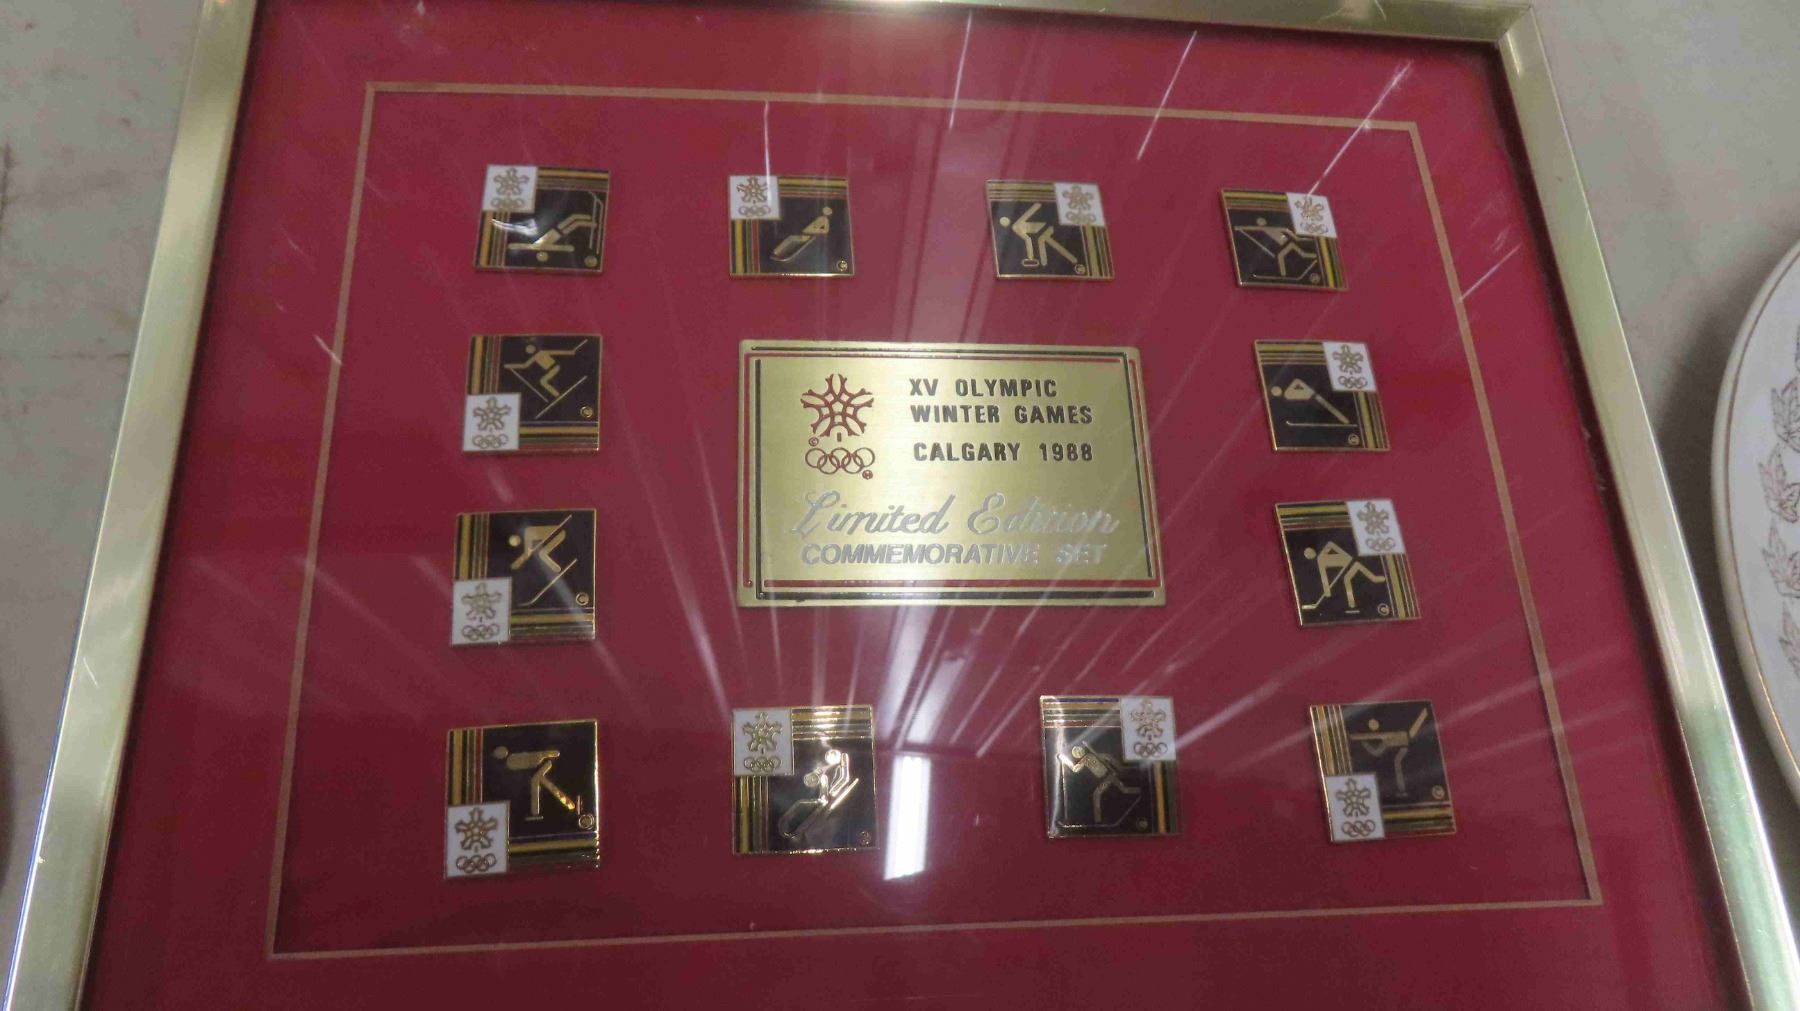 XV OLYMPIC
WINTER GAMES
CALGARY 1988
Limited Edition
COMMEMORATIVE SET